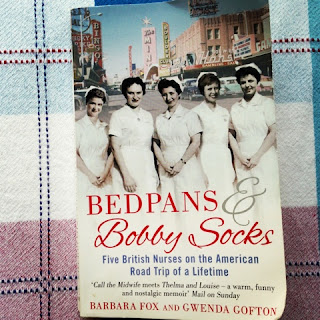 BEDPANS &
Bobby Socks
Five British Nurses on the American
Road Trip of a Lifetime
'Call the Midwife meets Thelma and Louise – a warm, funny
and nostalgic memoir' Mail on Sunday
BARBARA FOX AND GWENDA GOFTON